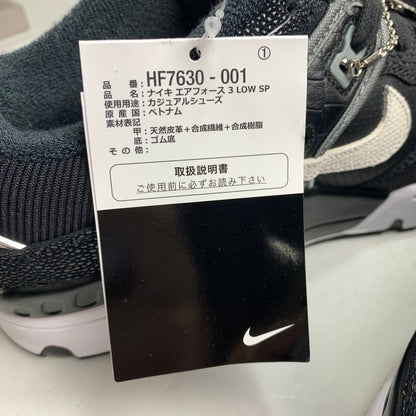 ①
品番: HF7630-001
品名: ナイキ エアフォース 3 LOW SP
使用用途: カジュアルシューズ
原産国: ベトナム
素材表記
甲: 天然皮革+合成繊維+合成樹脂
底: ゴム底
その他:
取扱説明書
ご使用前に必ずお読み下さい